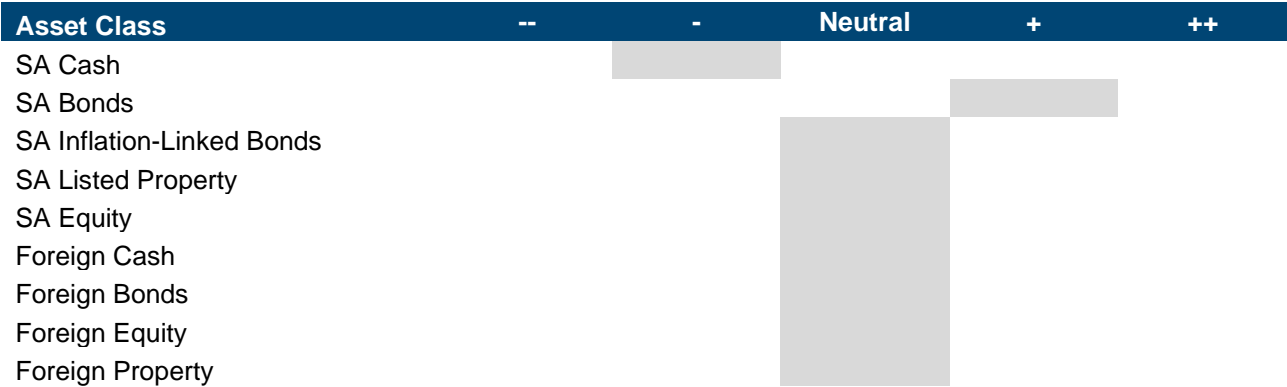 Asset Class -- - Neutral + ++
SA Cash
SA Bonds
SA Inflation-Linked Bonds
SA Listed Property
SA Equity
Foreign Cash
Foreign Bonds
Foreign Equity
Foreign Property